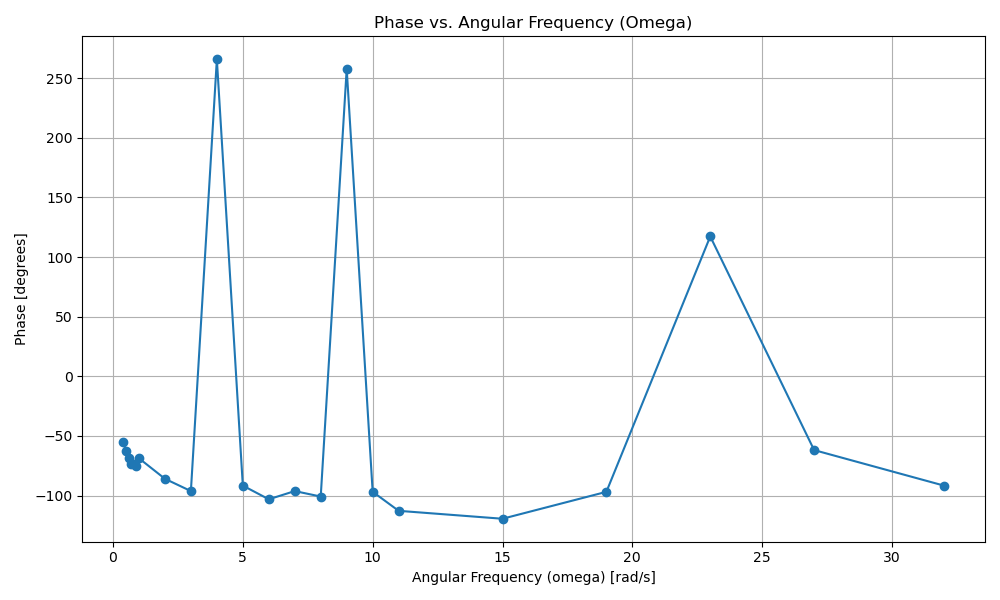 Phase vs. Angular Frequency (Omega)
250
200
150
100
50
0
−50
−100
Phase [degrees]
0 5 10 15 20 25 30
Angular Frequency (omega) [rad/s]